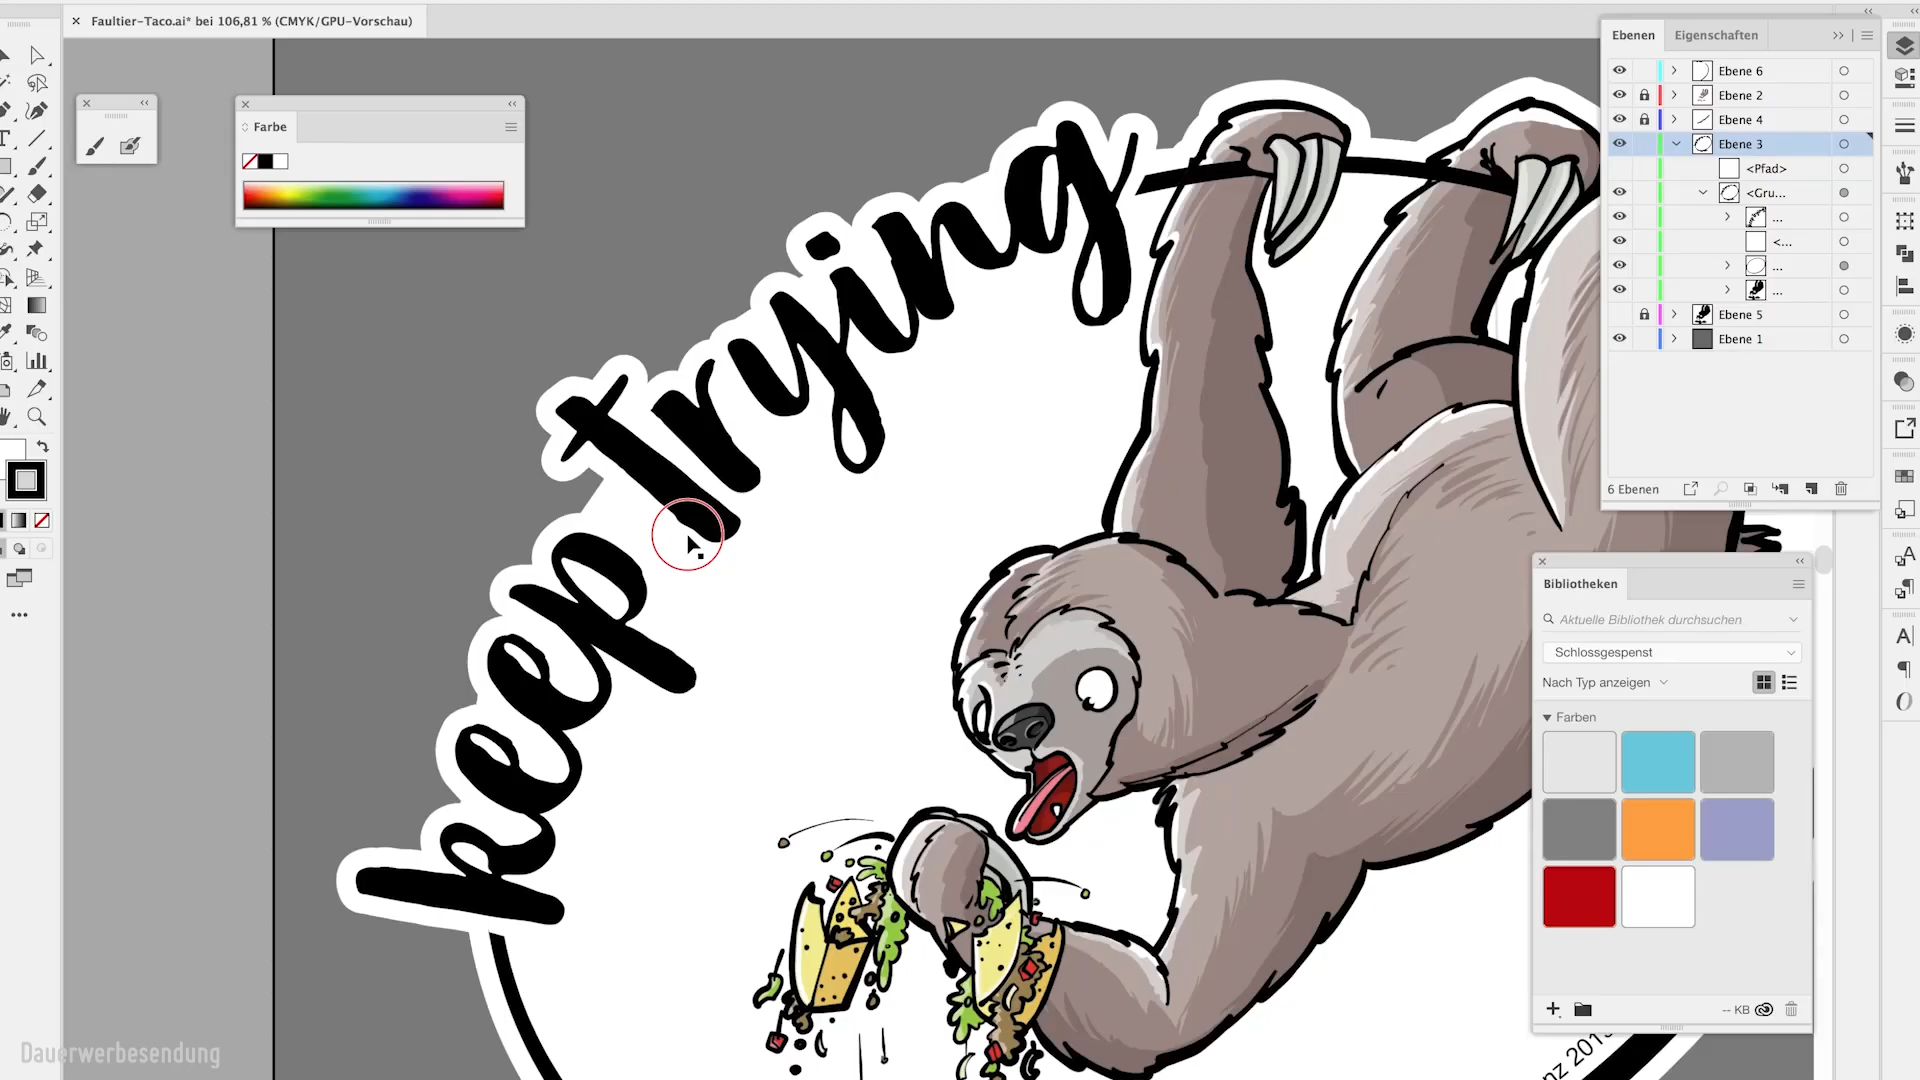 Faultier-Taco.ai* bei 106,81 % (CMYK/GPU-Vorschau)
Farbe
Ebenen
Eigenschaften
Ebene 6
Ebene 2
Ebene 4
Ebene 3
<Pfad>
<Gru...
...
<...
...
...
Ebene 5
Ebene 1
6 Ebenen
keep trying
Bibliotheken
Aktuelle Bibliothek durchsuchen
Schlossgespenst
Nach Typ anzeigen
Farben
-- KB
Dauerwerbesendung